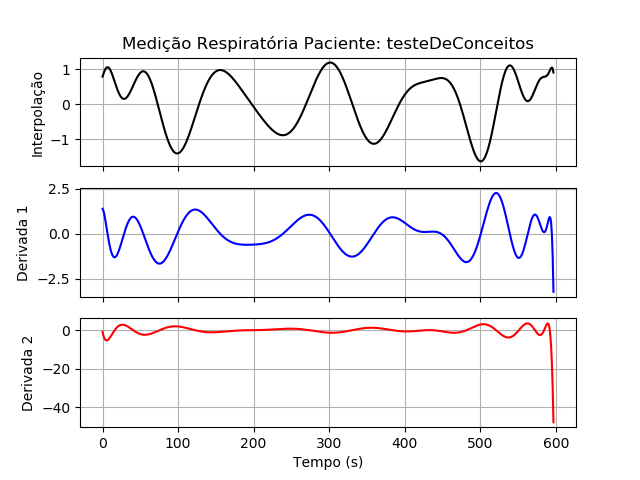 Medição Respiratória Paciente: testeDeConceitos
Interpolação
1
0
−1
Derivada 1
2.5
0.0
−2.5
Derivada 2
0
−20
−40
0 100 200 300 400 500 600
Tempo (s)